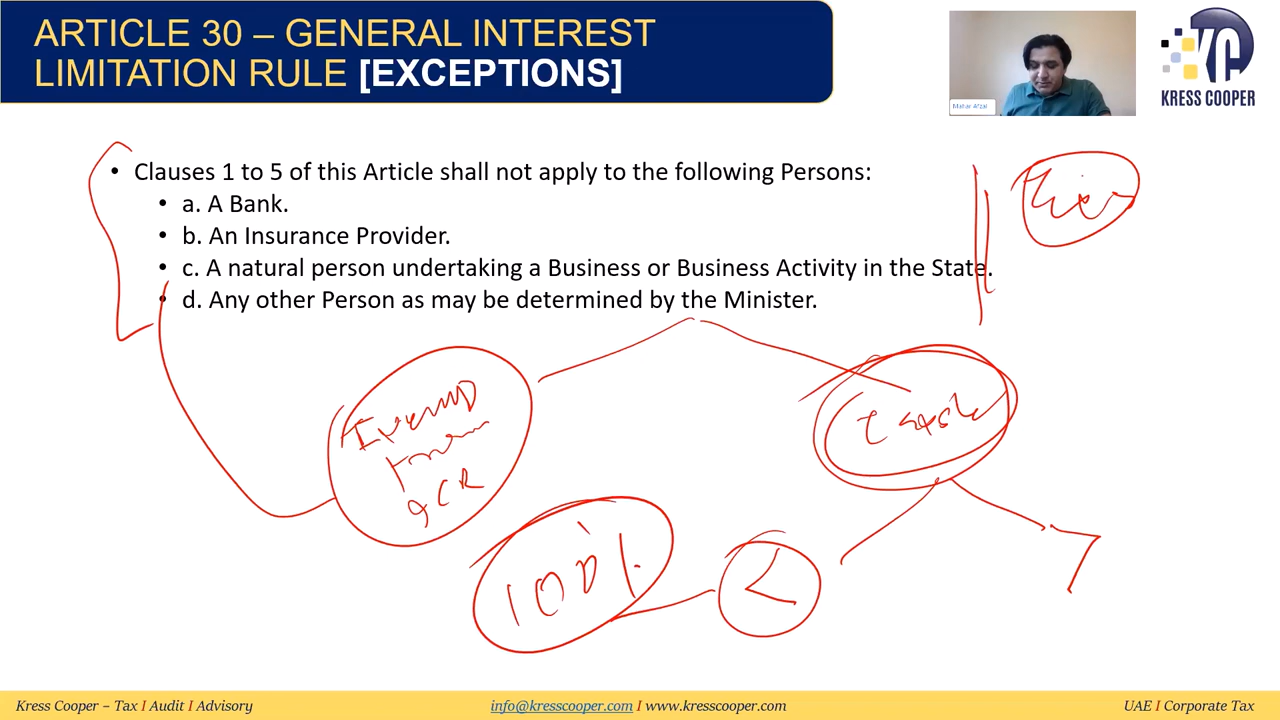 ARTICLE 30 – GENERAL INTEREST
LIMITATION RULE [EXCEPTIONS]
Mahar Afzal
KC
KRESS COOPER
• Clauses 1 to 5 of this Article shall not apply to the following Persons:
• a. A Bank.
• b. An Insurance Provider.
• c. A natural person undertaking a Business or Business Activity in the State.
• d. Any other Person as may be determined by the Minister.
100%
<
Kress Cooper – Tax I Audit I Advisory
info@kresscooper.com I www.kresscooper.com
UAE I Corporate Tax